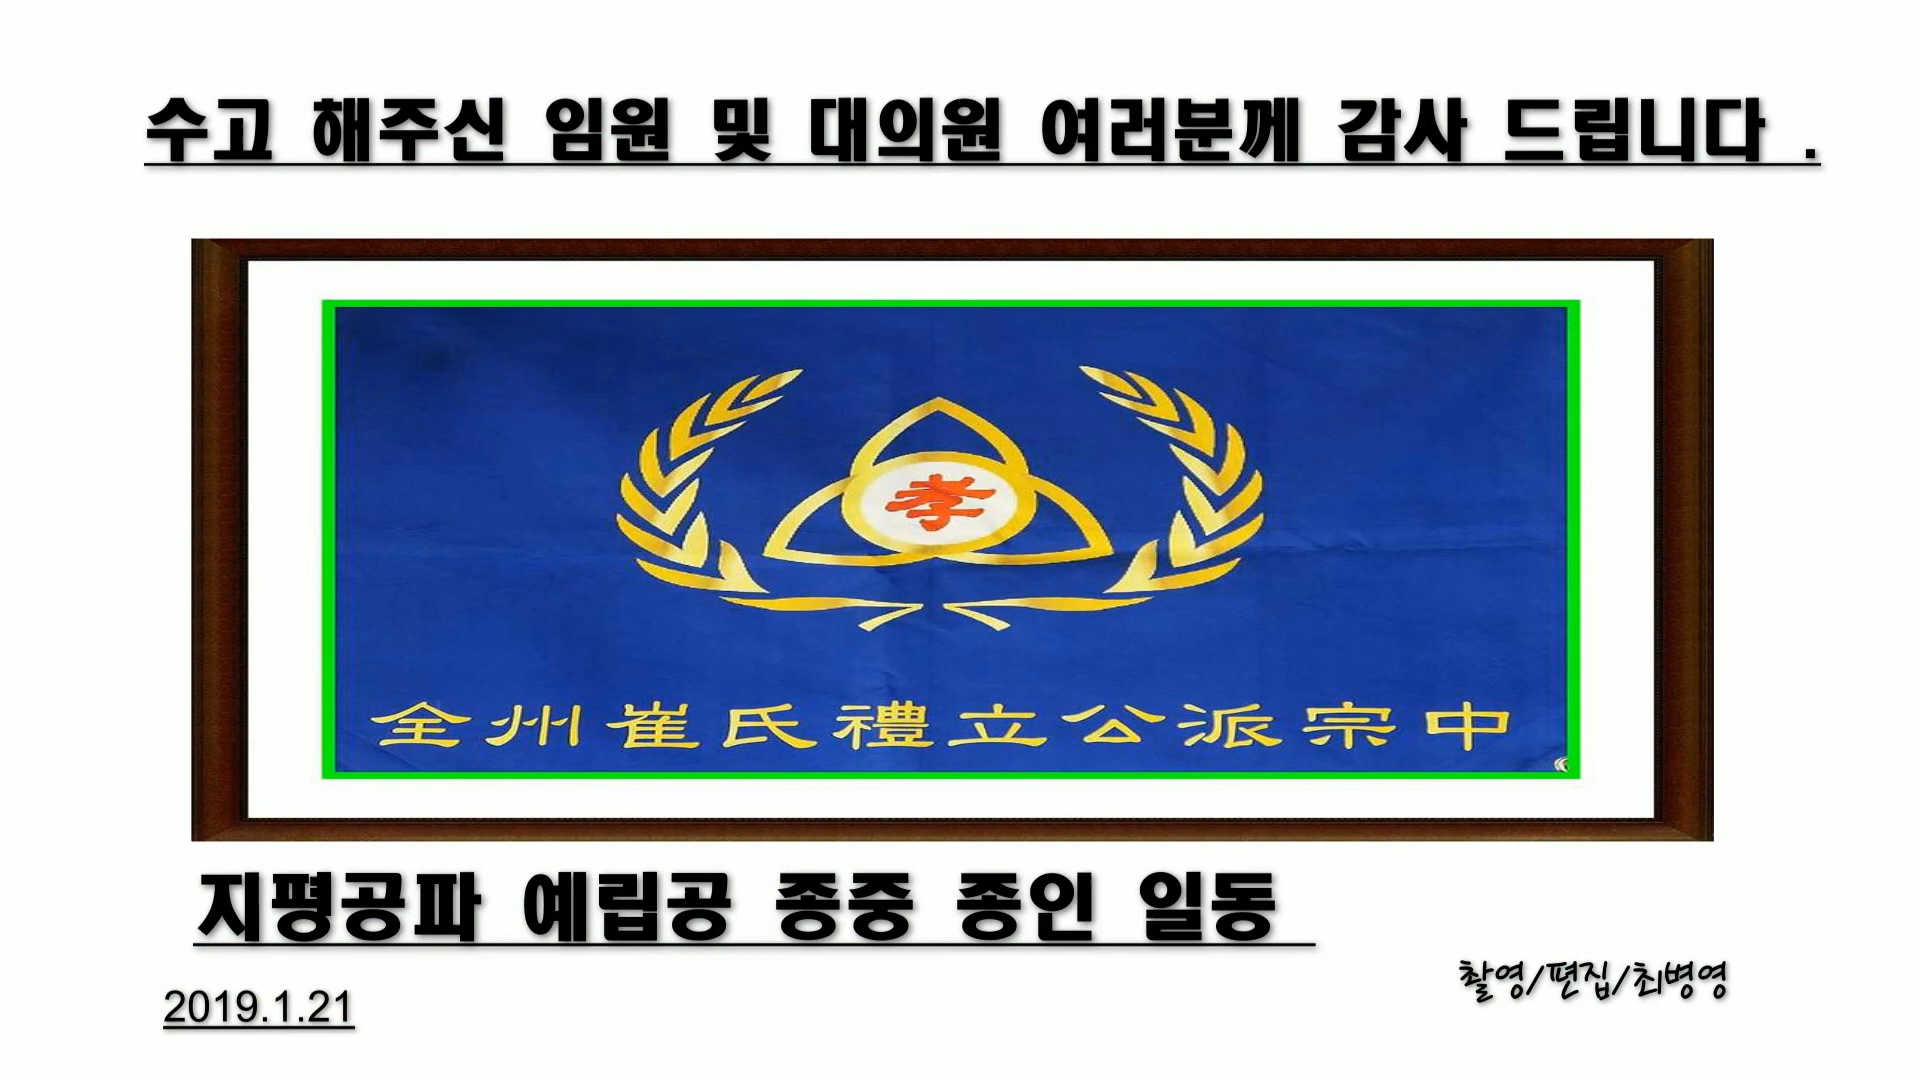 수고 해주신 임원 및 대의원 여러분께 감사 드립니다 .
孝
全州崔氏禮立公派宗中
지평공파 예립공 종중 종인 일동
촬영/편집/최병영
2019.1.21